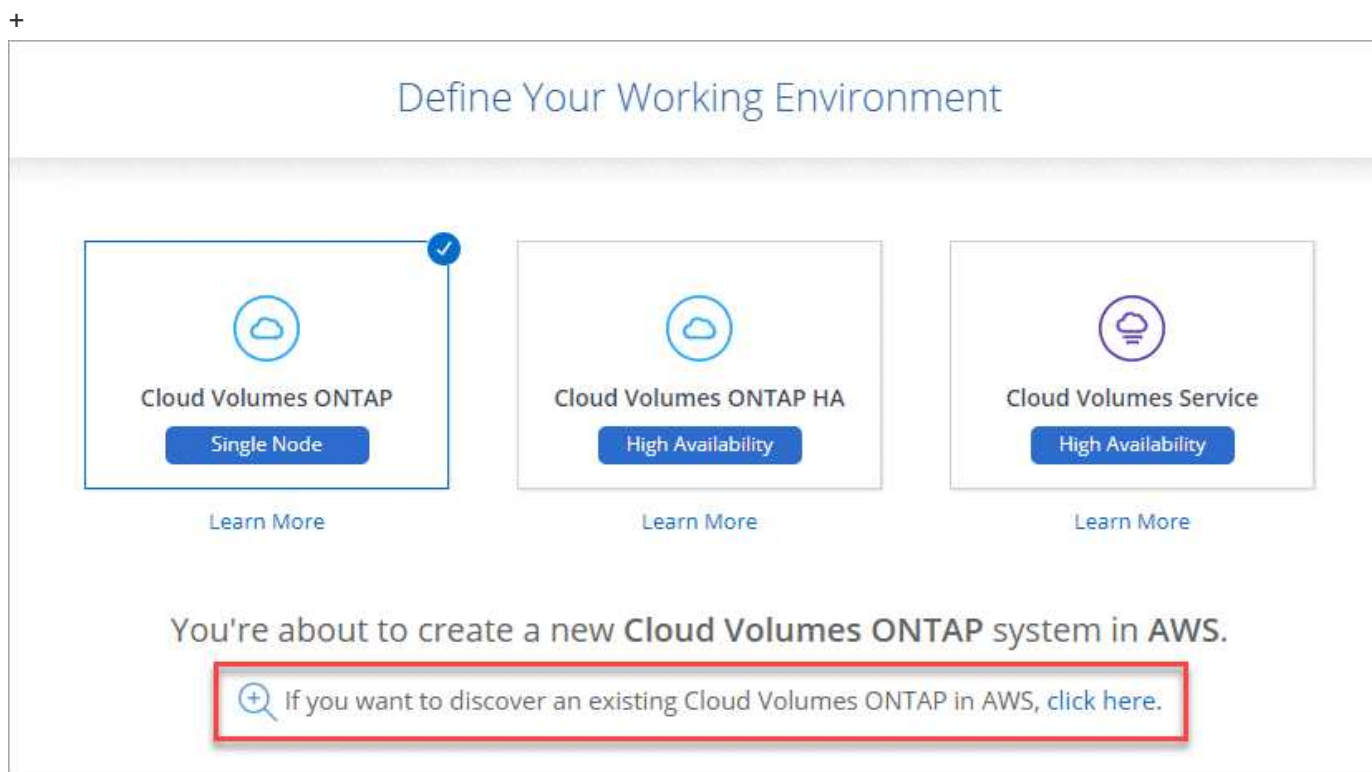 +
Define Your Working Environment
Cloud Volumes ONTAP
Single Node
Learn More
Cloud Volumes ONTAP HA
High Availability
Learn More
Cloud Volumes Service
High Availability
Learn More
You're about to create a new Cloud Volumes ONTAP system in AWS.
If you want to discover an existing Cloud Volumes ONTAP in AWS, click here.